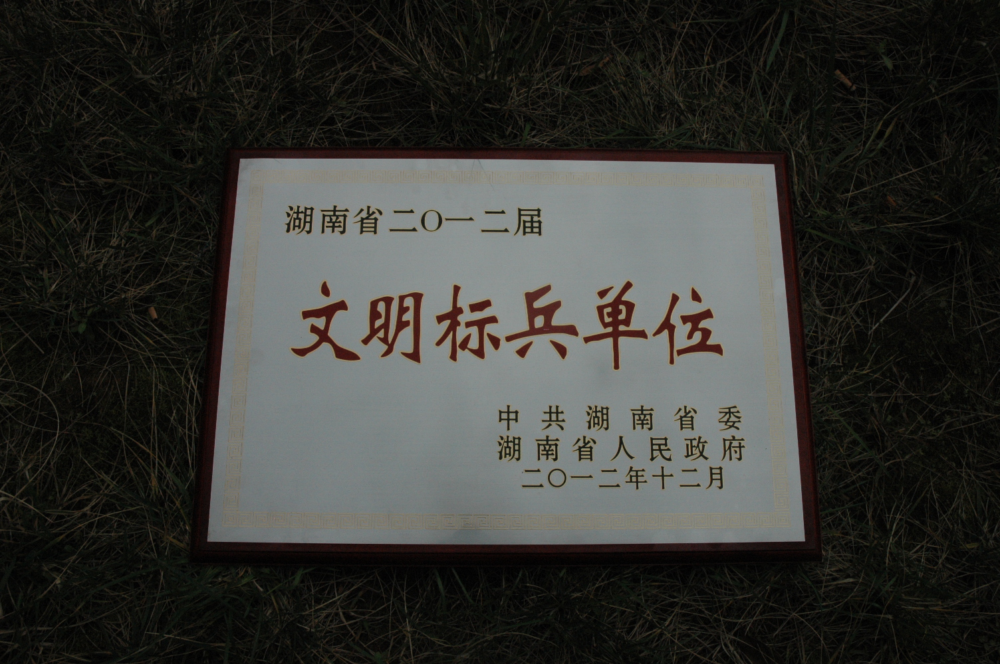 湖南省二〇一二届
文明标兵单位
中共湖南省委
湖南省人民政府
二〇一二年十二月